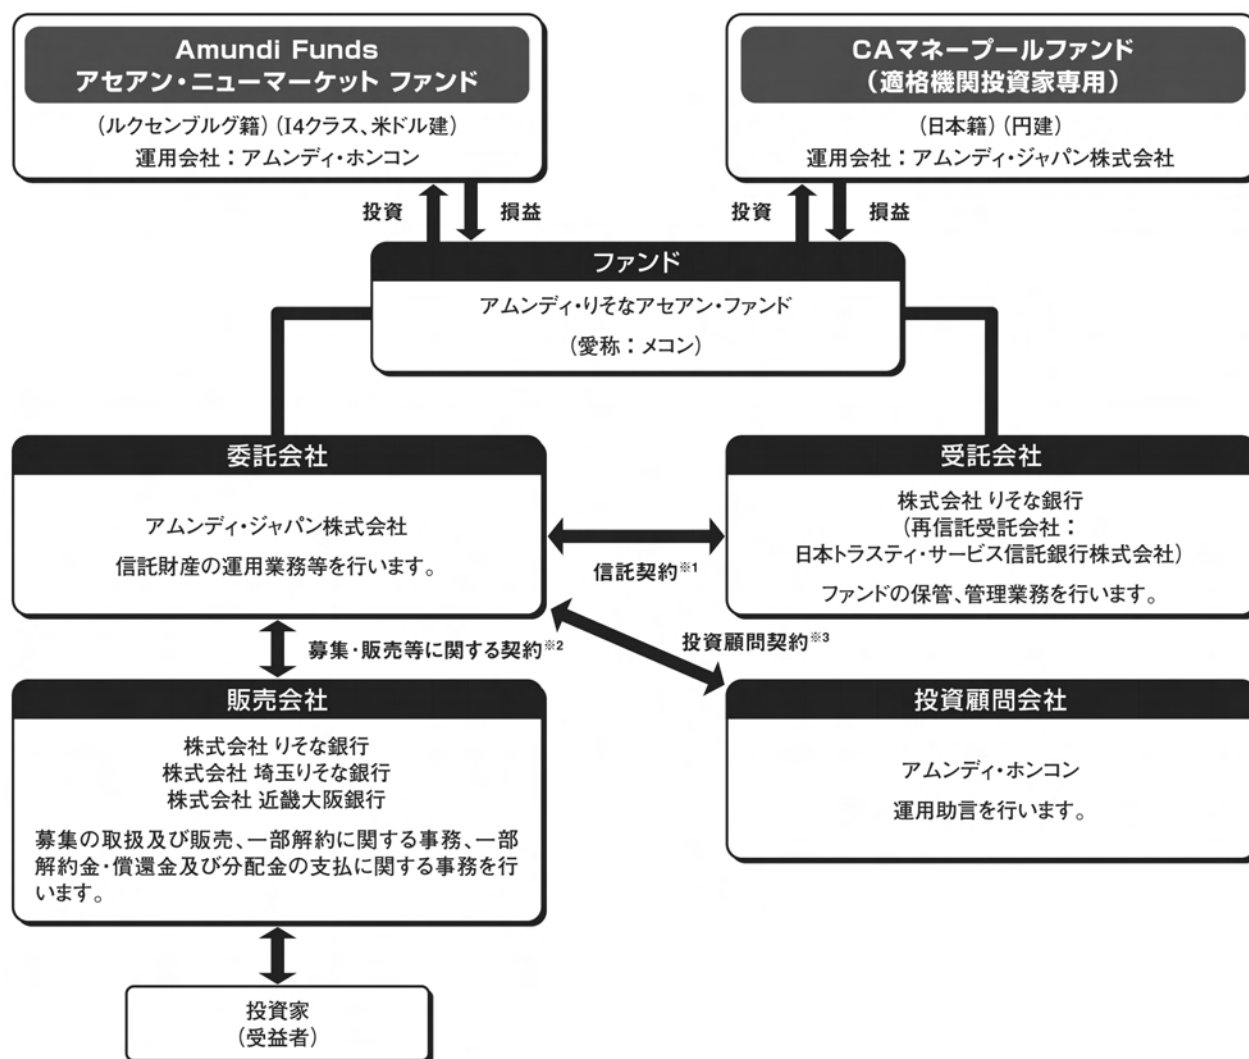 Amundi Funds
アセアン・ニューマーケット ファンド
(ルクセンブルグ籍) (I4クラス、米ドル建)
運用会社：アムンディ・ホンコン
CAマネープールファンド
(適格機関投資家専用)
(日本籍) (円建)
運用会社：アムンディ・ジャパン株式会社
投資
損益
投資
損益
ファンド
アムンディ・りそなアセアン・ファンド
(愛称：メコン)
委託会社
アムンディ・ジャパン株式会社
信託財産の運用業務等を行います。
受託会社
株式会社 りそな銀行
(再信託受託会社：
日本トラスティ・サービス信託銀行株式会社)
ファンドの保管、管理業務を行います。
信託契約※1
募集・販売等に関する契約※2
投資顧問契約※3
販売会社
株式会社 りそな銀行
株式会社 埼玉りそな銀行
株式会社 近畿大阪銀行
募集の取扱及び販売、一部解約に関する事務、一部
解約金・償還金及び分配金の支払に関する事務を行
います。
投資顧問会社
アムンディ・ホンコン
運用助言を行います。
投資家
(受益者)